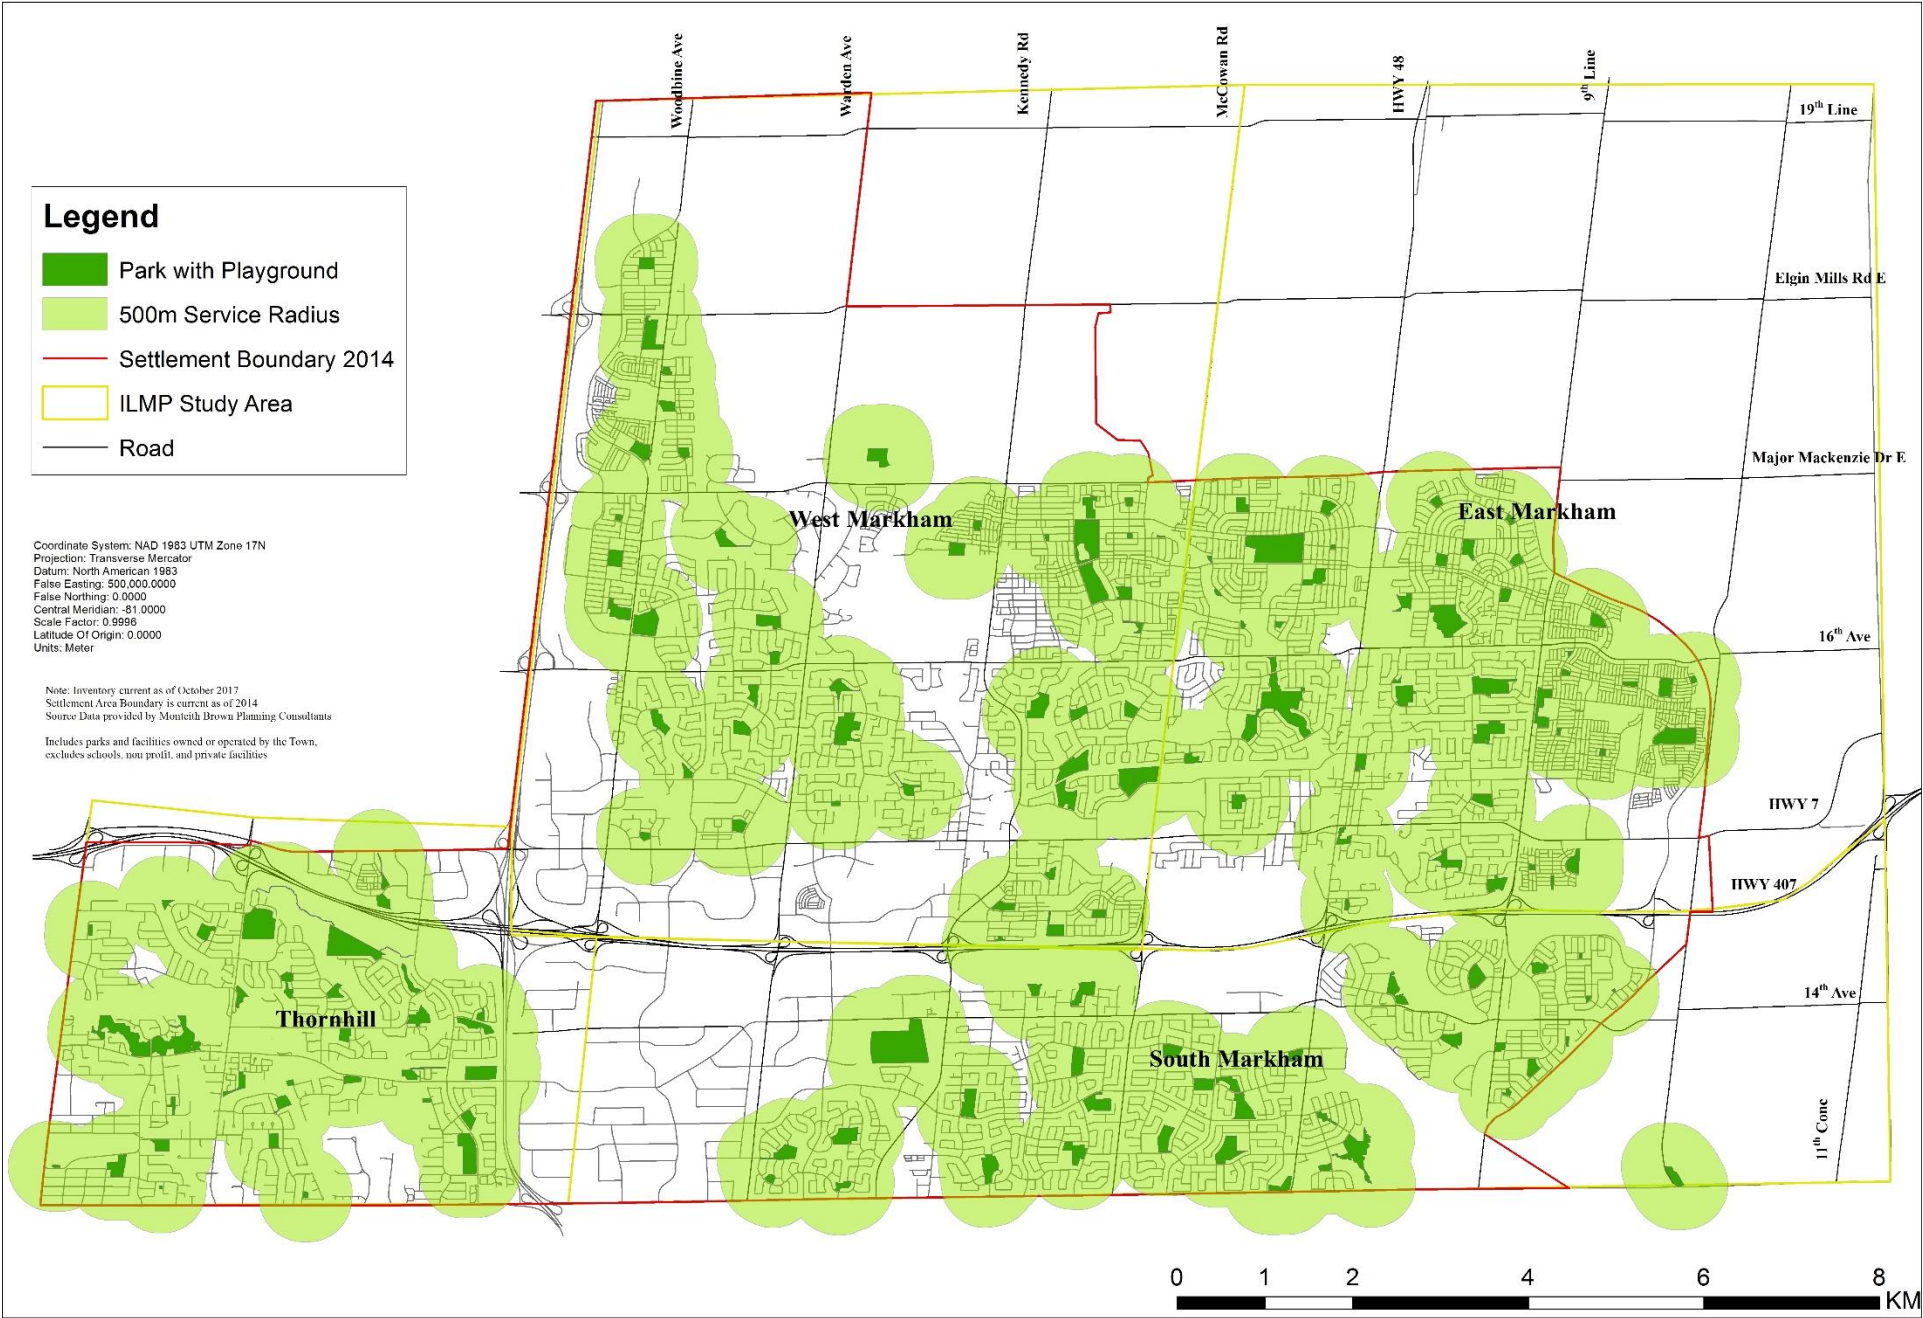 Woodbine Ave
Warden Ave
Kennedy Rd
McCowan Rd
HWY 48
9th Line
19th Line
Legend
Park with Playground
500m Service Radius
Settlement Boundary 2014
ILMP Study Area
Road
Elgin Mills Rd E
Major Mackenzie Dr E
West Markham
East Markham
Coordinate System: NAD 1983 UTM Zone 17N
Projection: Transverse Mercator
Datum: North American 1983
False Easting: 500,000.0000
False Northing: 0.0000
Central Meridian: -81.0000
Scale Factor: 0.9996
Latitude Of Origin: 0.0000
Units: Meter
16th Ave
Note: Inventory current as of October 2017
Settlement Area Boundary is current as of 2014
Source Data provided by Monteith Brown Planning Consultants
Includes parks and facilities owned or operated by the Town,
excludes schools, non profit, and private facilities
HWY 7
HWY 407
14th Ave
Thornhill
South Markham
11th Conc
0 1 2 4 6 8
KM